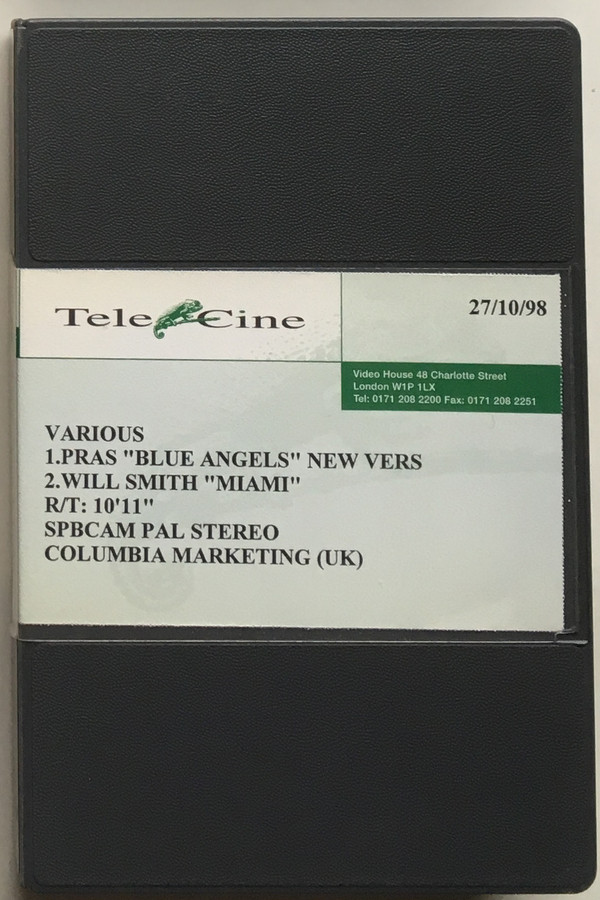 Tele Cine
27/10/98
Video House 48 Charlotte Street
London W1P 1LX
Tel: 0171 208 2200 Fax: 0171 208 2251
VARIOUS
1.PRAS "BLUE ANGELS" NEW VERS
2.WILL SMITH "MIAMI"
R/T: 10'11"
SPBCAM PAL STEREO
COLUMBIA MARKETING (UK)